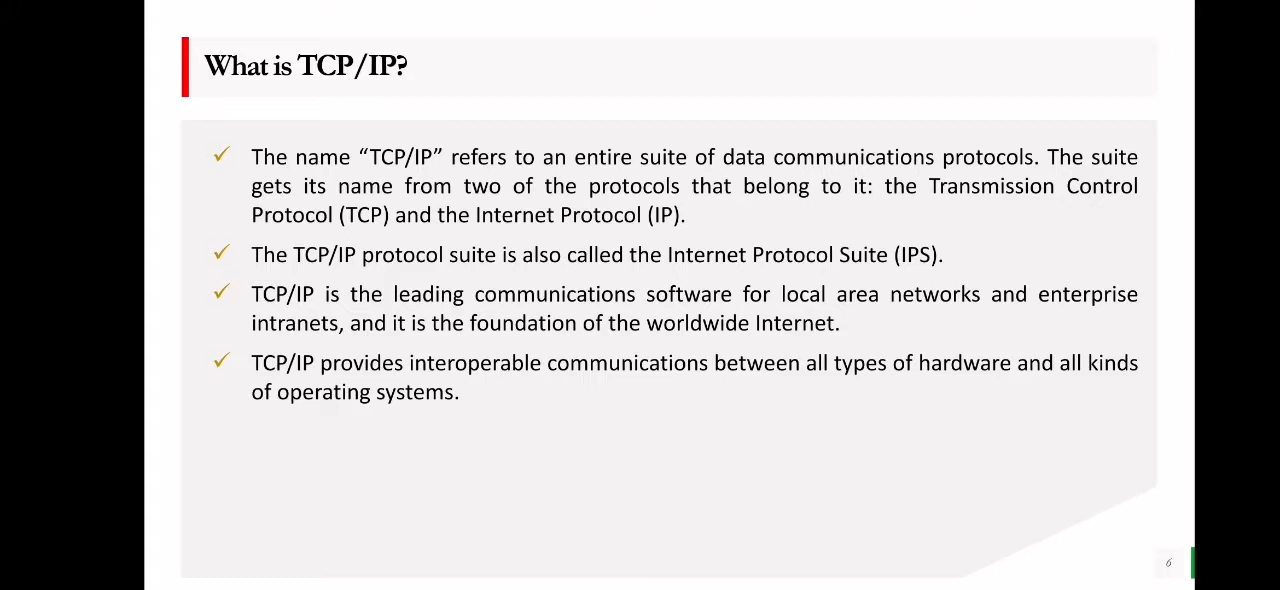 What is TCP/IP?
✓ The name “TCP/IP” refers to an entire suite of data communications protocols. The suite
gets its name from two of the protocols that belong to it: the Transmission Control
Protocol (TCP) and the Internet Protocol (IP).
✓ The TCP/IP protocol suite is also called the Internet Protocol Suite (IPS).
✓ TCP/IP is the leading communications software for local area networks and enterprise
intranets, and it is the foundation of the worldwide Internet.
✓ TCP/IP provides interoperable communications between all types of hardware and all kinds
of operating systems.
6